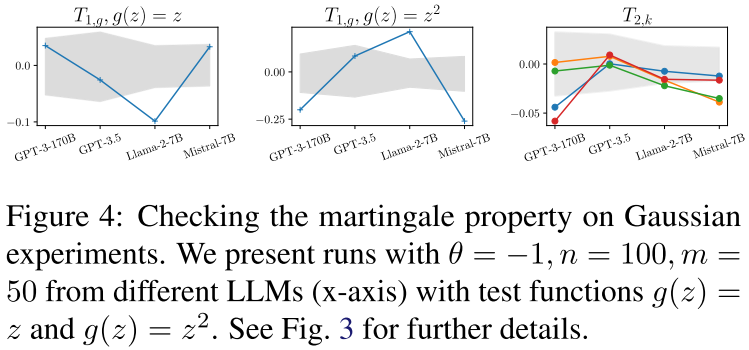 T_{1,g}, g(z) = z
0.0
−0.1
GPT-3-170B
GPT-3.5
Llama-2-7B
Mistral-7B
T_{1,g}, g(z) = z²
0.00
−0.25
GPT-3-170B
GPT-3.5
Llama-2-7B
Mistral-7B
T_{2,k}
0.00
−0.05
GPT-3-170B
GPT-3.5
Llama-2-7B
Mistral-7B
Figure 4: Checking the martingale property on Gaussian
experiments. We present runs with θ = −1, n = 100, m =
50 from different LLMs (x-axis) with test functions g(z) =
z and g(z) = z². See Fig. 3 for further details.